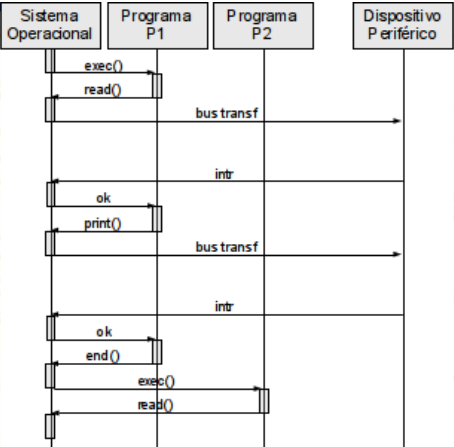 Sistema
Operacional
Programa
P1
Programa
P2
Dispositivo
Periférico
exec()
read()
bus transf
intr
ok
print()
bus transf
intr
ok
end()
exec()
read()